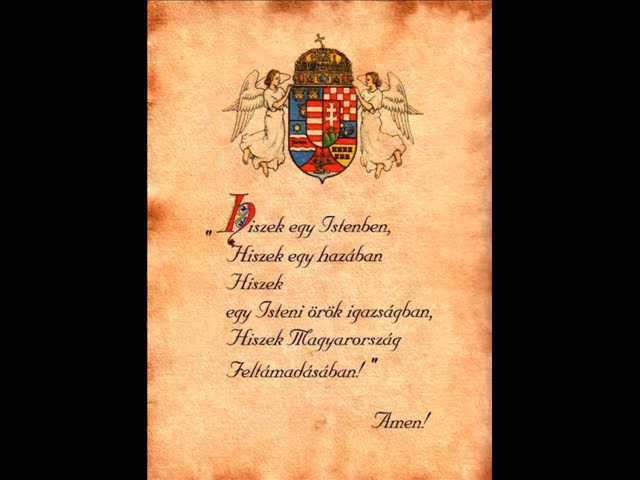 „Hiszek egy Istenben,
Hiszek egy hazában
Hiszek
egy Isteni örök igazságban,
Hiszek Magyarország
Feltámadásában!"
Amen!